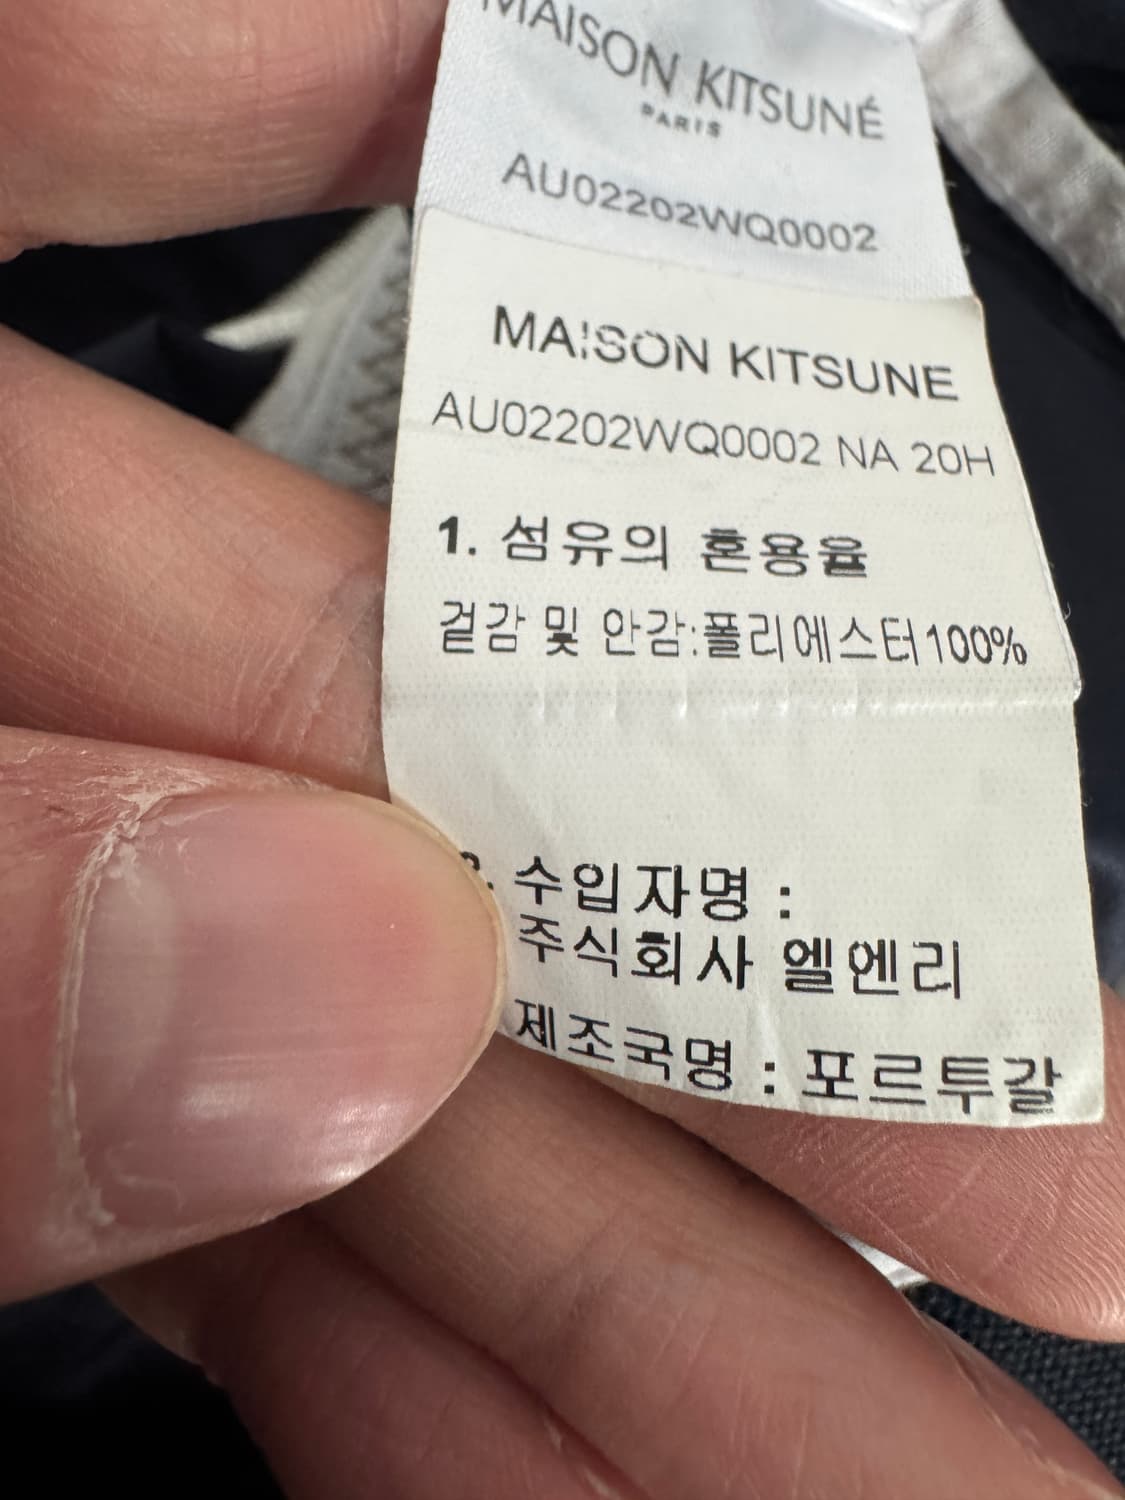 MAISON KITSUNÉ
PARIS
AU02202WQ0002
MAISON KITSUNE
AU02202WQ0002 NA 20H
1. 섬유의 혼용율
겉감 및 안감:폴리에스터100%
수입자명 :
주식회사 엘엔리
제조국명 : 포르투갈